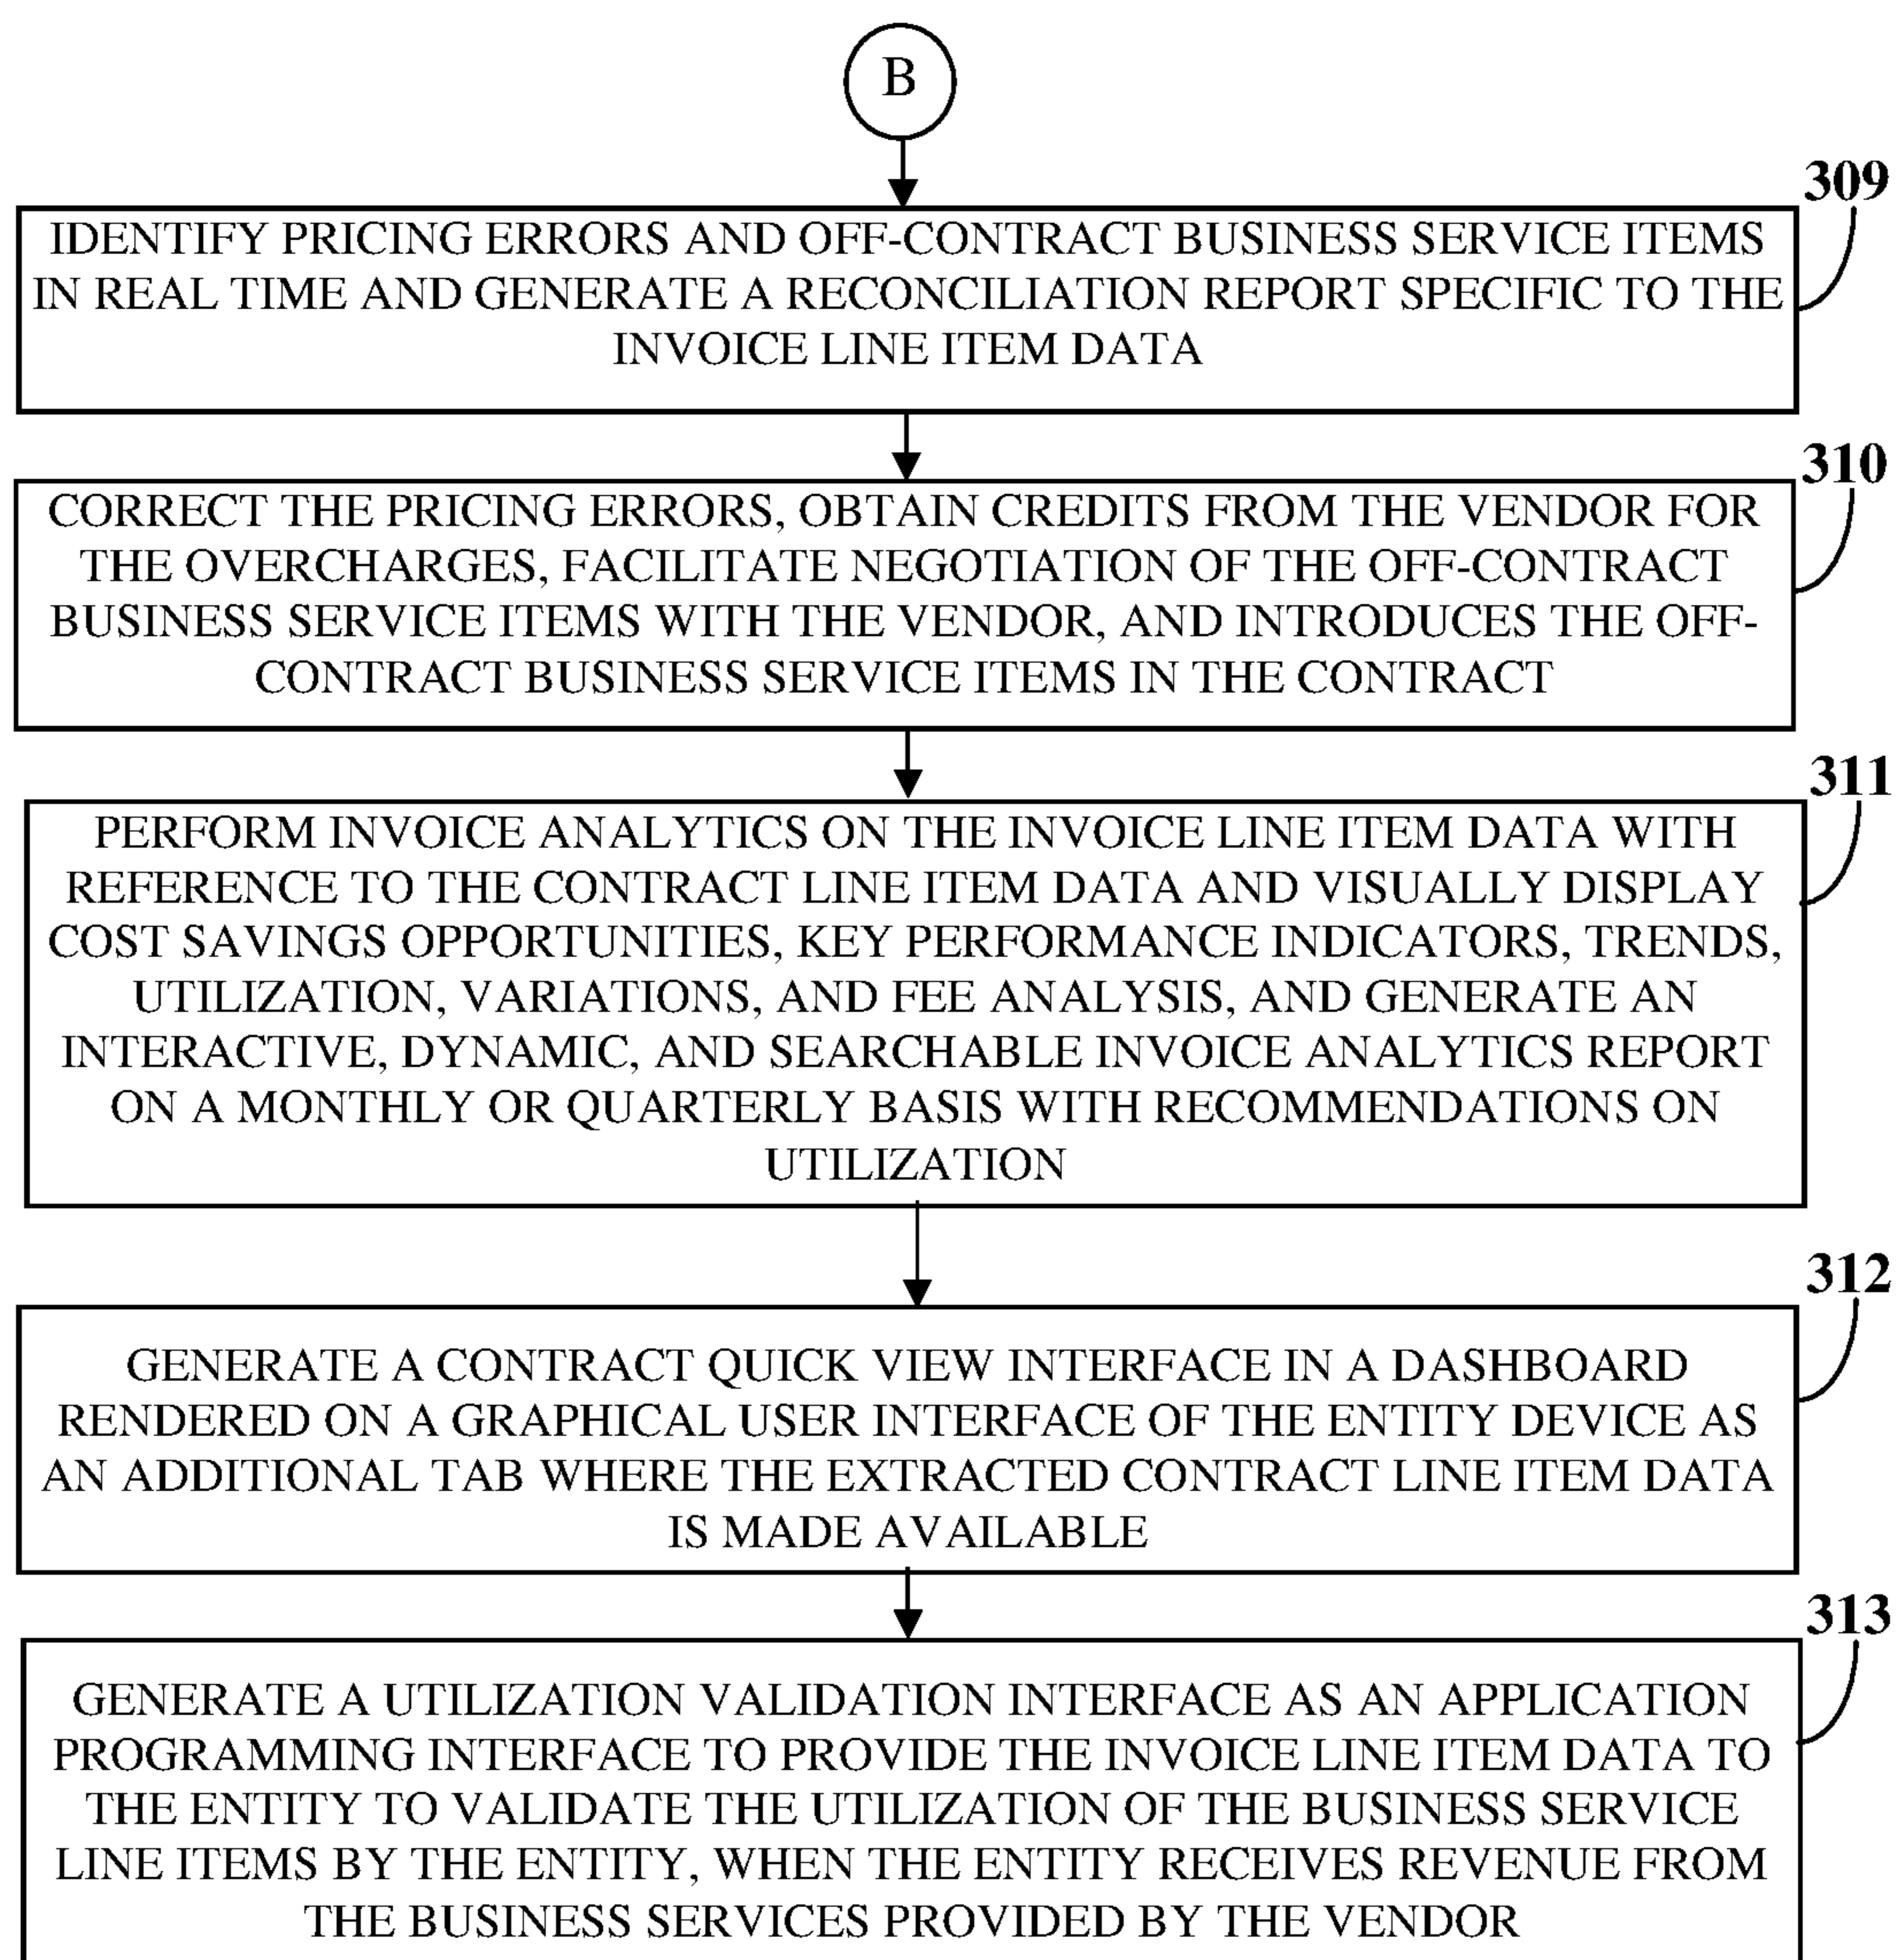 B
309
IDENTIFY PRICING ERRORS AND OFF-CONTRACT BUSINESS SERVICE ITEMS
IN REAL TIME AND GENERATE A RECONCILIATION REPORT SPECIFIC TO THE
INVOICE LINE ITEM DATA
310
CORRECT THE PRICING ERRORS, OBTAIN CREDITS FROM THE VENDOR FOR
THE OVERCHARGES, FACILITATE NEGOTIATION OF THE OFF-CONTRACT
BUSINESS SERVICE ITEMS WITH THE VENDOR, AND INTRODUCES THE OFF-
CONTRACT BUSINESS SERVICE ITEMS IN THE CONTRACT
311
PERFORM INVOICE ANALYTICS ON THE INVOICE LINE ITEM DATA WITH
REFERENCE TO THE CONTRACT LINE ITEM DATA AND VISUALLY DISPLAY
COST SAVINGS OPPORTUNITIES, KEY PERFORMANCE INDICATORS, TRENDS,
UTILIZATION, VARIATIONS, AND FEE ANALYSIS, AND GENERATE AN
INTERACTIVE, DYNAMIC, AND SEARCHABLE INVOICE ANALYTICS REPORT
ON A MONTHLY OR QUARTERLY BASIS WITH RECOMMENDATIONS ON
UTILIZATION
312
GENERATE A CONTRACT QUICK VIEW INTERFACE IN A DASHBOARD
RENDERED ON A GRAPHICAL USER INTERFACE OF THE ENTITY DEVICE AS
AN ADDITIONAL TAB WHERE THE EXTRACTED CONTRACT LINE ITEM DATA
IS MADE AVAILABLE
313
GENERATE A UTILIZATION VALIDATION INTERFACE AS AN APPLICATION
PROGRAMMING INTERFACE TO PROVIDE THE INVOICE LINE ITEM DATA TO
THE ENTITY TO VALIDATE THE UTILIZATION OF THE BUSINESS SERVICE
LINE ITEMS BY THE ENTITY, WHEN THE ENTITY RECEIVES REVENUE FROM
THE BUSINESS SERVICES PROVIDED BY THE VENDOR